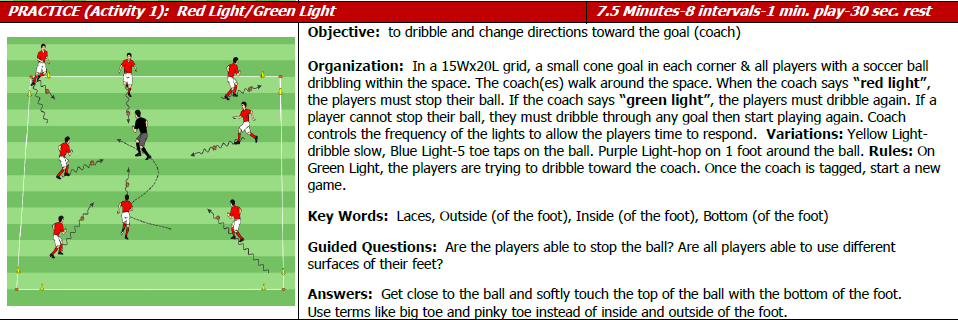 PRACTICE (Activity 1): Red Light/Green Light
7.5 Minutes-8 intervals-1 min. play-30 sec. rest
Objective: to dribble and change directions toward the goal (coach)
Organization: In a 15Wx20L grid, a small cone goal in each corner & all players with a soccer ball
dribbling within the space. The coach(es) walk around the space. When the coach says “red light”,
the players must stop their ball. If the coach says “green light”, the players must dribble again. If a
player cannot stop their ball, they must dribble through any goal then start playing again. Coach
controls the frequency of the lights to allow the players time to respond. Variations: Yellow Light-
dribble slow, Blue Light-5 toe taps on the ball. Purple Light-hop on 1 foot around the ball. Rules: On
Green Light, the players are trying to dribble toward the coach. Once the coach is tagged, start a new
game.
Key Words: Laces, Outside (of the foot), Inside (of the foot), Bottom (of the foot)
Guided Questions: Are the players able to stop the ball? Are all players able to use different
surfaces of their feet?
Answers: Get close to the ball and softly touch the top of the ball with the bottom of the foot.
Use terms like big toe and pinky toe instead of inside and outside of the foot.